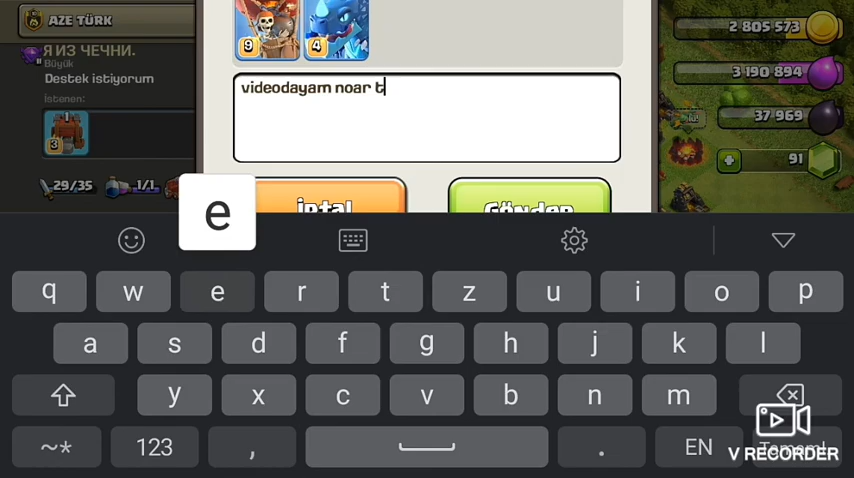 AZE TÜRK
Я ИЗ ЧЕЧНИ.
Büyük
Destek istiyorum
İstenen:
3
29/35
1/1
9
4
videodayam noar t
İptal
Gönder
2 805 573
3 190 894
37 969
91
e
q w e r t z u i o p
a s d f g h j k l
y x c v b n m
~* 123 , . EN
V RECORDER